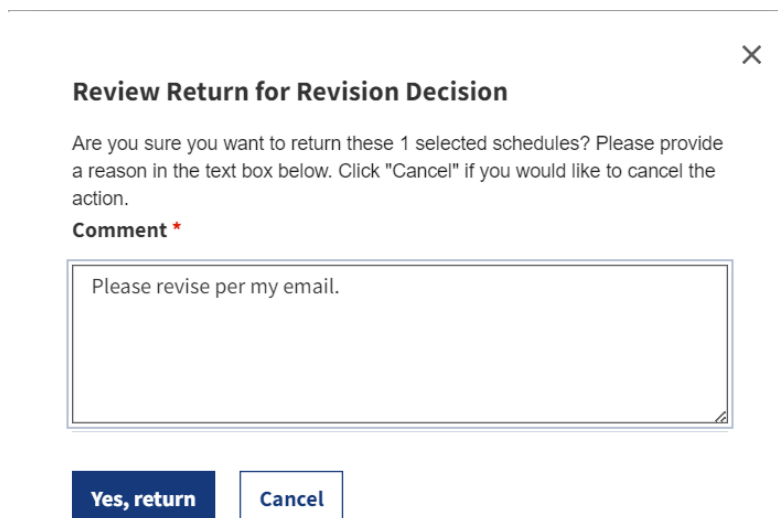 Review Return for Revision Decision
Are you sure you want to return these 1 selected schedules? Please provide
a reason in the text box below. Click "Cancel" if you would like to cancel the
action.
Comment *
Please revise per my email.
Yes, return
Cancel